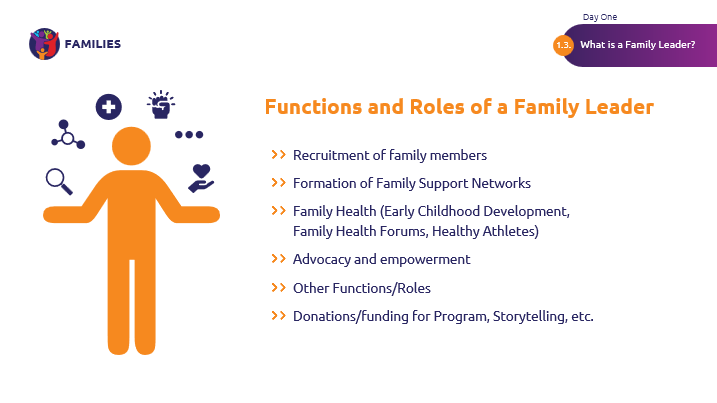 Day One
FAMILIES
1.3. What is a Family Leader?
Functions and Roles of a Family Leader
Recruitment of family members
Formation of Family Support Networks
Family Health (Early Childhood Development,
Family Health Forums, Healthy Athletes)
Advocacy and empowerment
Other Functions/Roles
Donations/funding for Program, Storytelling, etc.